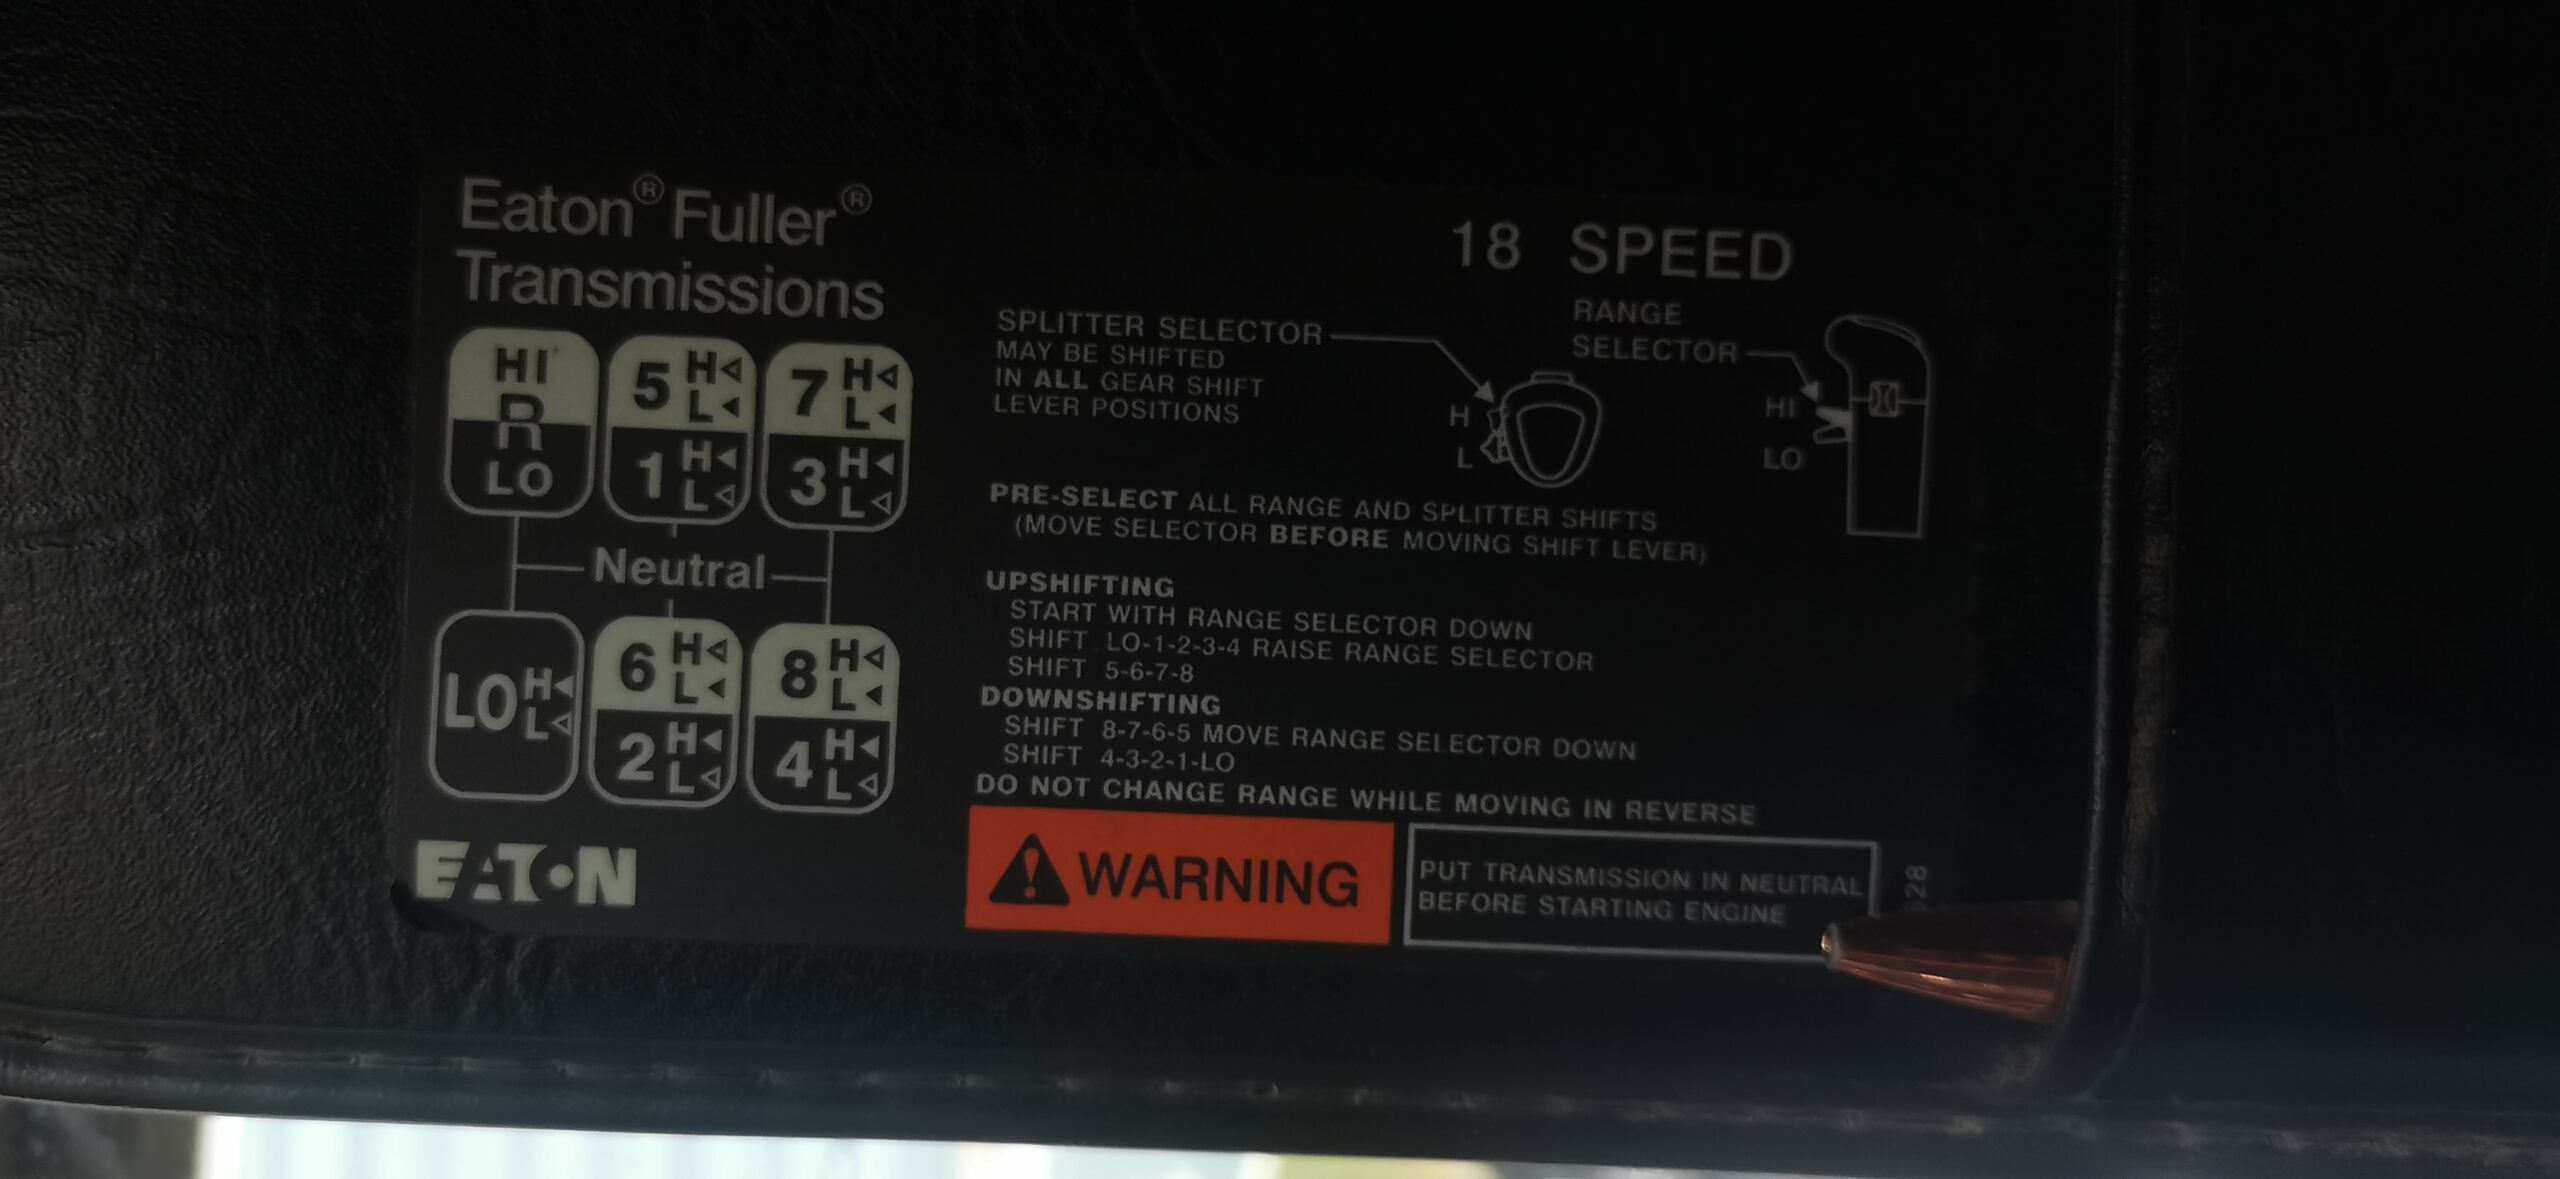 Eaton® Fuller®
Transmissions
18 SPEED
HI
R
LO
5 H
L
1 H
L
7 H
L
3 H
L
Neutral
LO H
L
6 H
L
2 H
L
8 H
L
4 H
L
EATON
SPLITTER SELECTOR
MAY BE SHIFTED
IN ALL GEAR SHIFT
LEVER POSITIONS
H
L
RANGE
SELECTOR
HI
LO
PRE-SELECT ALL RANGE AND SPLITTER SHIFTS
(MOVE SELECTOR BEFORE MOVING SHIFT LEVER)
UPSHIFTING
START WITH RANGE SELECTOR DOWN
SHIFT LO-1-2-3-4 RAISE RANGE SELECTOR
SHIFT 5-6-7-8
DOWNSHIFTING
SHIFT 8-7-6-5 MOVE RANGE SELECTOR DOWN
SHIFT 4-3-2-1-LO
DO NOT CHANGE RANGE WHILE MOVING IN REVERSE
WARNING
PUT TRANSMISSION IN NEUTRAL
BEFORE STARTING ENGINE